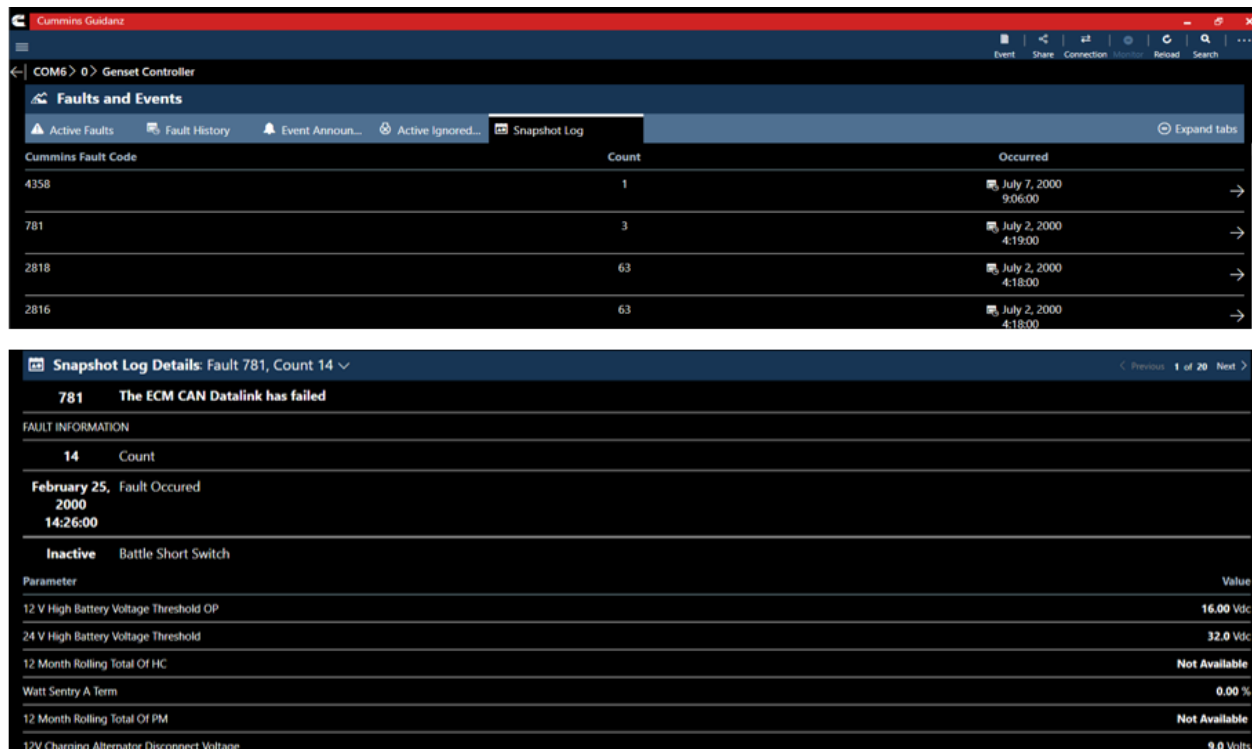 Cummins Guidanz
Event Share Connection Monitor Reload Search
COM6 > 0 > Genset Controller
Faults and Events
Active Faults Fault History Event Announ... Active Ignored... Snapshot Log Expand tabs
Cummins Fault Code Count Occurred
4358 1 July 7, 2000
9:06:00
781 3 July 2, 2000
4:19:00
2818 63 July 2, 2000
4:18:00
2816 63 July 2, 2000
4:18:00
Snapshot Log Details: Fault 781, Count 14 < Previous 1 of 20 Next >
781 The ECM CAN Datalink has failed
FAULT INFORMATION
14 Count
February 25, Fault Occured
2000
14:26:00
Inactive Battle Short Switch
Parameter Value
12 V High Battery Voltage Threshold OP 16.00 Vdc
24 V High Battery Voltage Threshold 32.0 Vdc
12 Month Rolling Total Of HC Not Available
Watt Sentry A Term 0.00 %
12 Month Rolling Total Of PM Not Available
12V Charging Alternator Disconnect Voltage 9.0 Volts